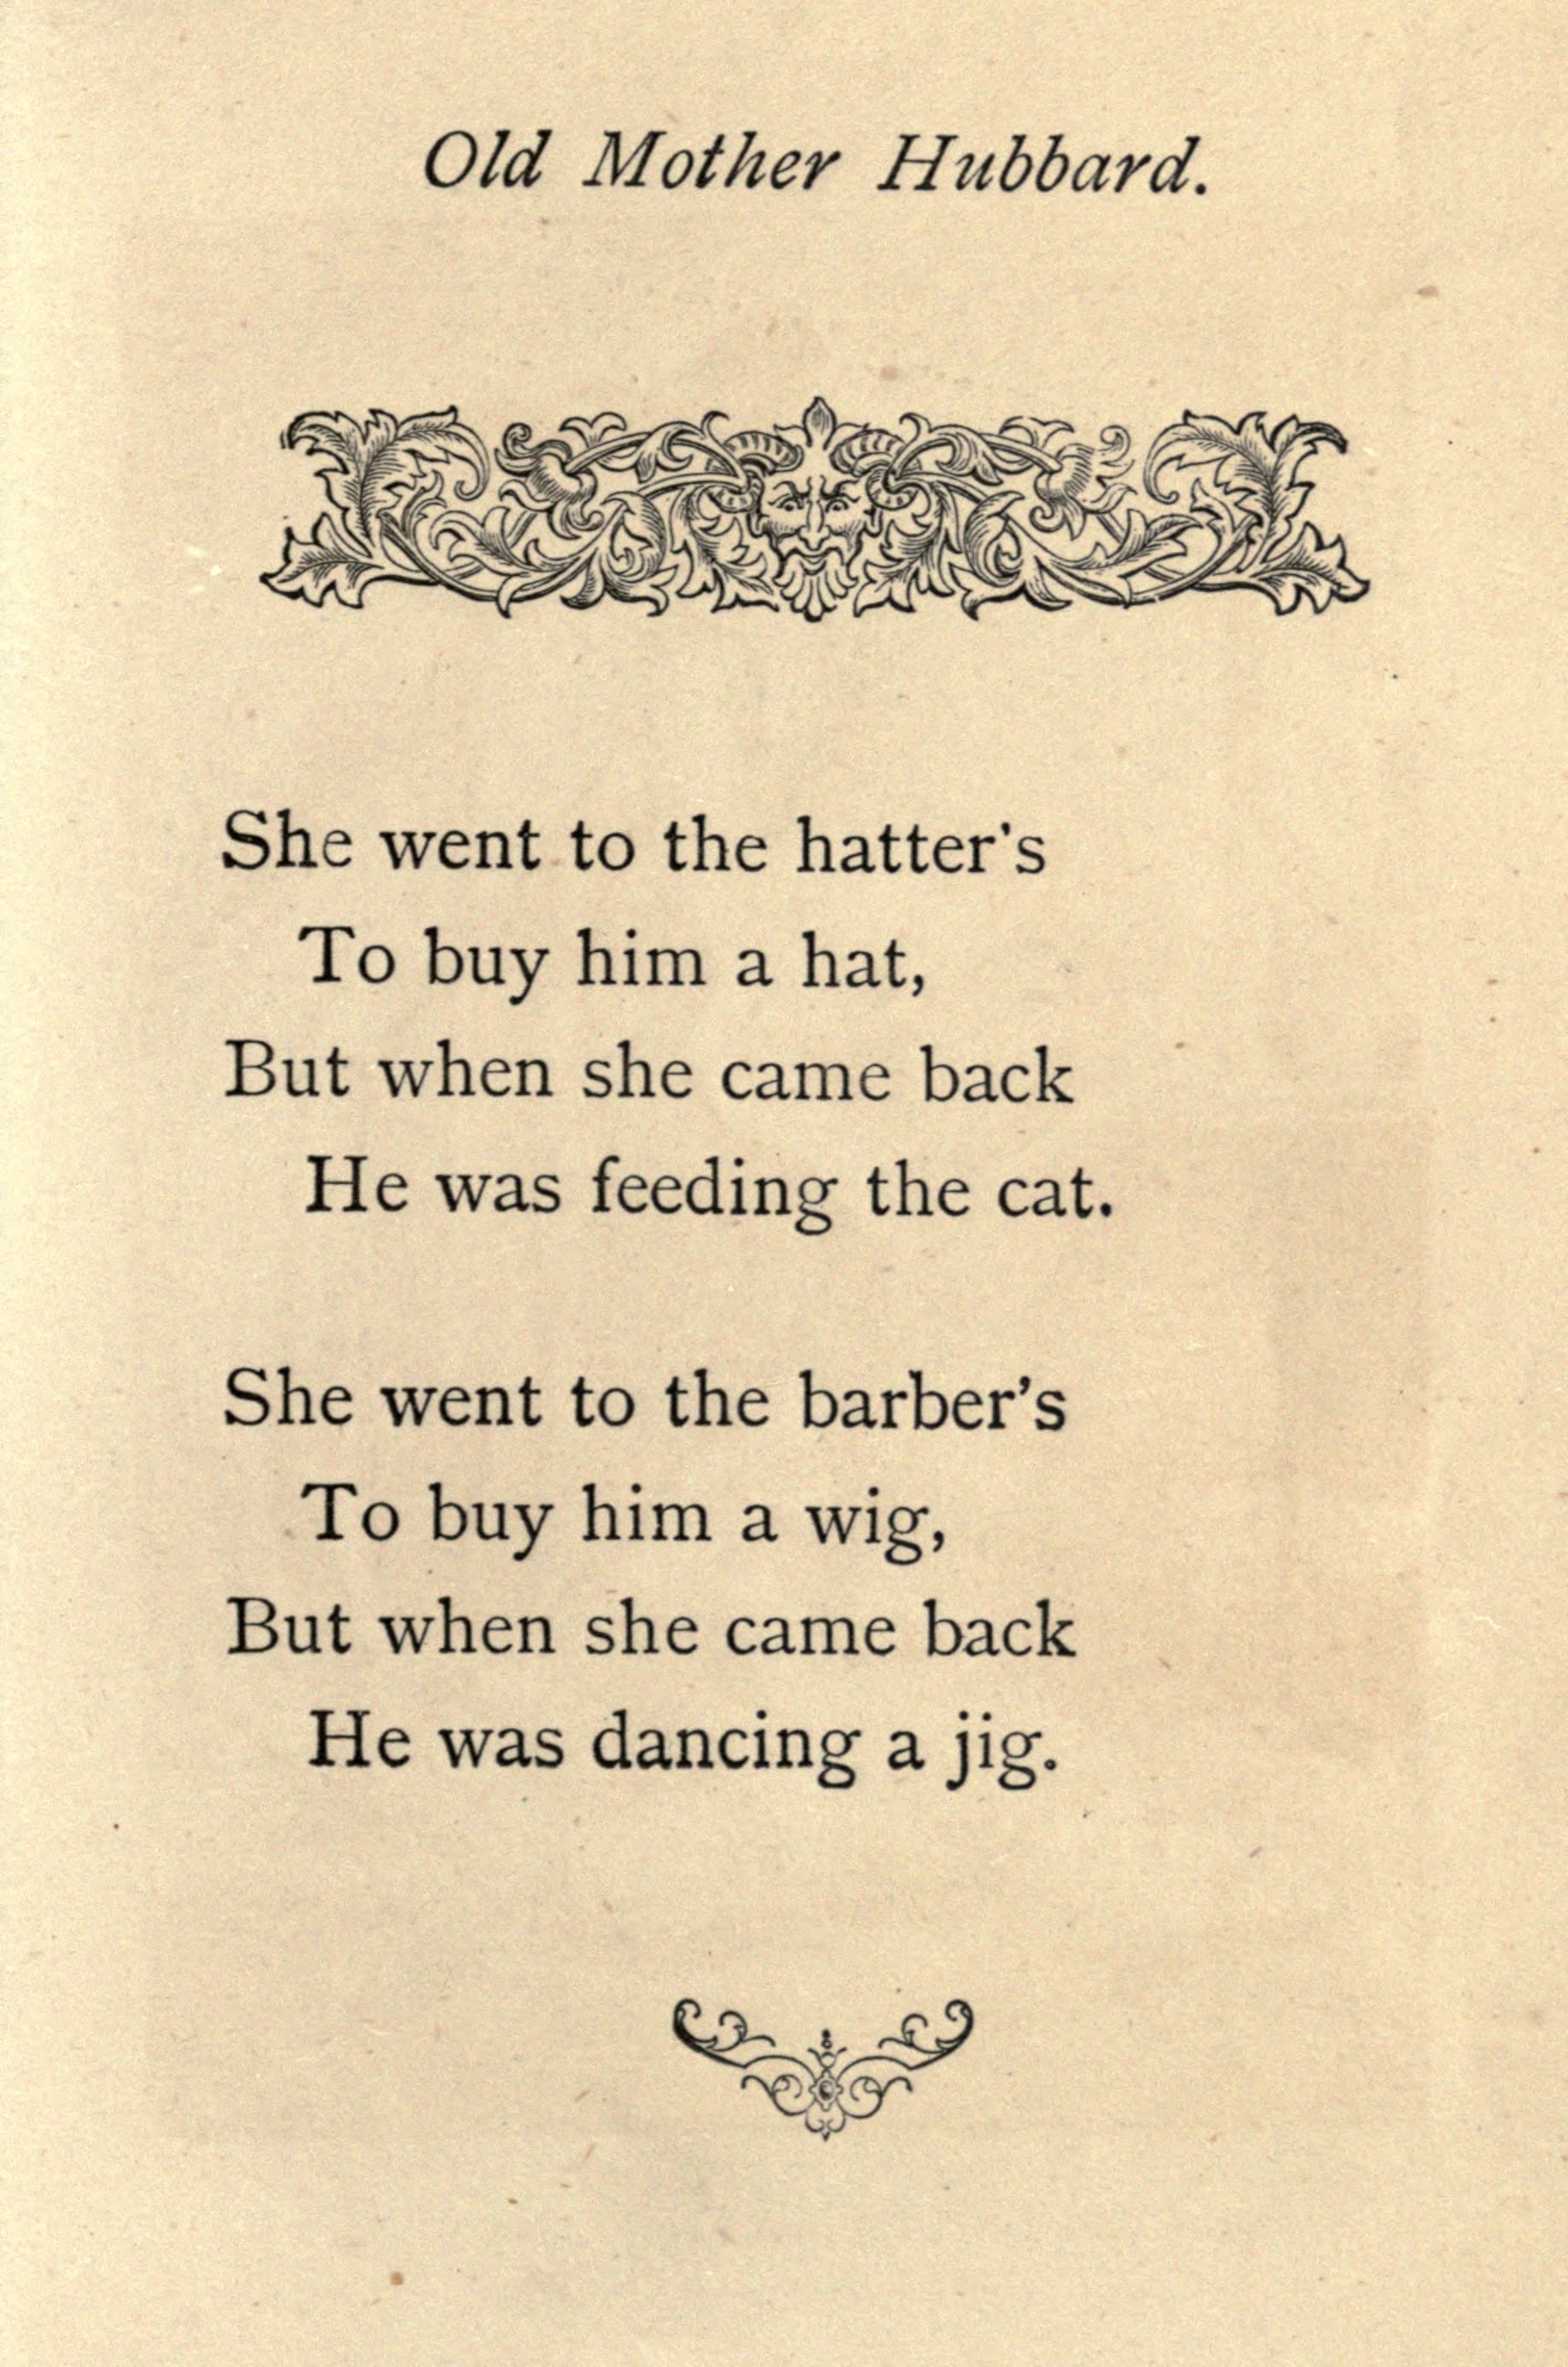 Old Mother Hubbard.
She went to the hatter's
To buy him a hat,
But when she came back
He was feeding the cat.
She went to the barber's
To buy him a wig,
But when she came back
He was dancing a jig.